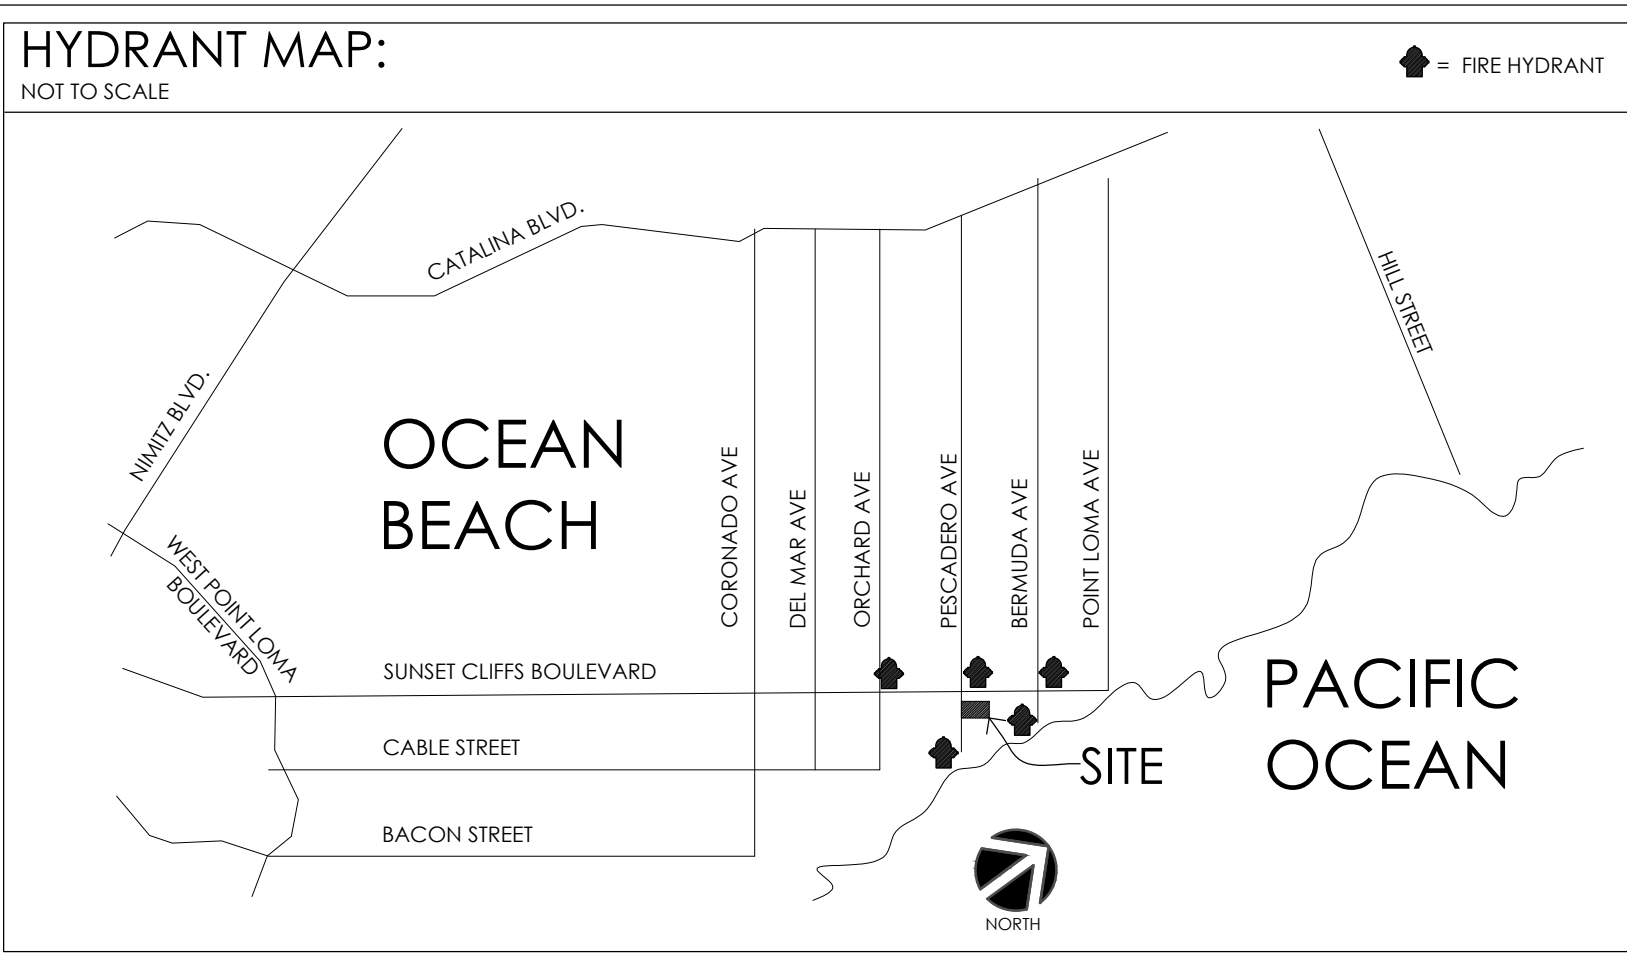 HYDRANT MAP:
NOT TO SCALE
= FIRE HYDRANT
CATALINA BLVD.
HILL STREET
NIMITZ BLVD.
OCEAN
BEACH
CORONADO AVE
DEL MAR AVE
ORCHARD AVE
PESCADERO AVE
BERMUDA AVE
POINT LOMA AVE
WEST POINT LOMA
BOULEVARD
SUNSET CLIFFS BOULEVARD
PACIFIC
OCEAN
CABLE STREET
SITE
BACON STREET
NORTH